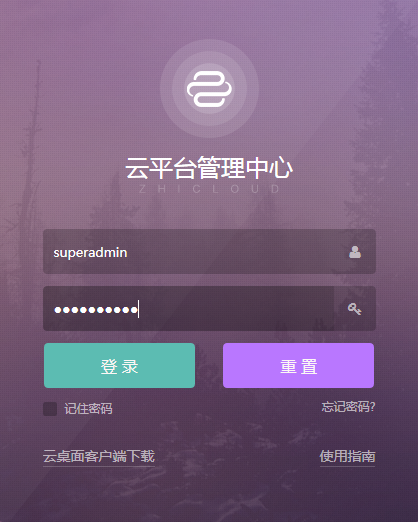 云平台管理中心
ZHICLOUD
superadmin
●●●●●●●●●●
登 录 重 置
记住密码 忘记密码?
云桌面客户端下载 使用指南